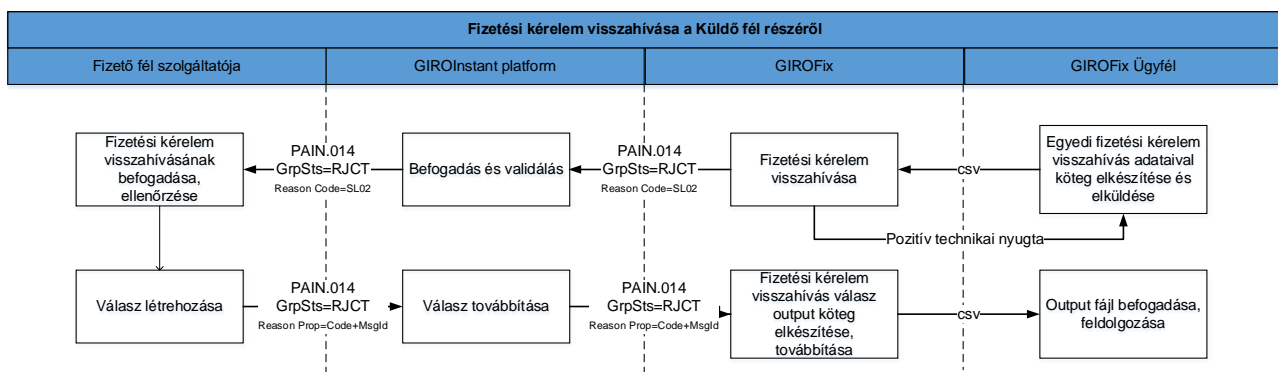 Fizetési kérelem visszahívása a Küldő fél részéről
Fizető fél szolgáltatója
GIROInstant platform
GIROFix
GIROFix Ügyfél
Fizetési kérelem
visszahívásának
befogadása,
ellenőrzése
PAIN.014
GrpSts=RJCT
Reason Code=SL02
Befogadás és validálás
PAIN.014
GrpSts=RJCT
Reason Code=SL02
Fizetési kérelem
visszahívása
csv
Egyedi fizetési kérelem
visszahívás adataival
köteg elkészítése és
elküldése
Pozitív technikai nyugta
Válasz létrehozása
PAIN.014
GrpSts=RJCT
Reason Prop=Code+MsgId
Válasz továbbítása
PAIN.014
GrpSts=RJCT
Reason Prop=Code+MsgId
Fizetési kérelem
visszahívás válasz
output köteg
elkészítése,
továbbítása
csv
Output fájl befogadása,
feldolgozása